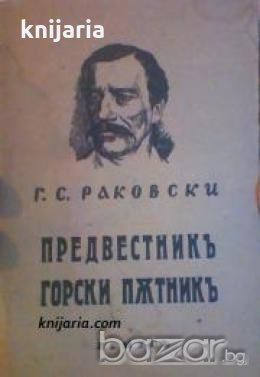 knijaria
Г. С. РАКОВСКИ
ПРЕДВЕСТНИКЪ
ГОРСКИ ПѪТНИКЪ
knijaria.com
bazar.bg